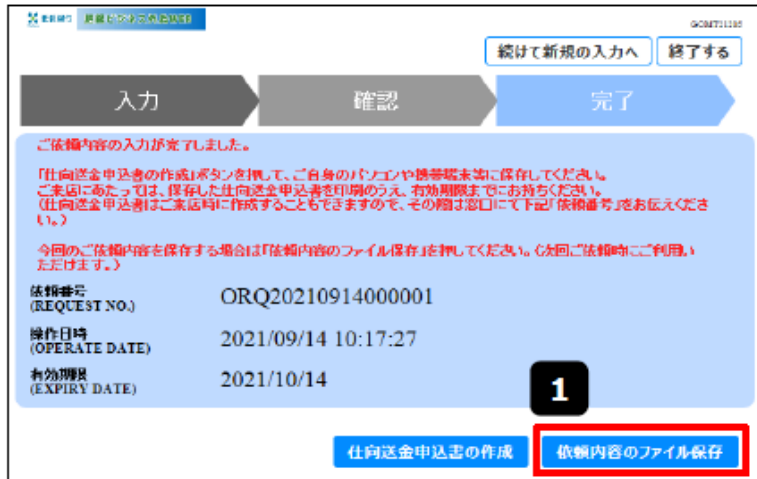 続けて新規の入力へ 終了する
入力 確認 完了
ご依頼内容の入力が完了しました。
「仕向送金申込書の作成」ボタンを押して、ご自身のパソコンや携帯端末等に保存してください。
ご来店にあたっては、保存した仕向送金申込書を印刷のうえ、有効期限までにお持ちください。
(仕向送金申込書はご来店時に作成することもできますので、その際は窓口にて下記「依頼番号」をお伝えくださ
い。)
今回のご依頼内容を保存する場合は「依頼内容のファイル保存」を押してください。(次回ご依頼時にご利用い
ただけます。)
依頼番号
(REQUEST NO.) ORQ20210914000001
操作日時
(OPERATE DATE) 2021/09/14 10:17:27
有効期限
(EXPIRY DATE) 2021/10/14
1
仕向送金申込書の作成 依頼内容のファイル保存